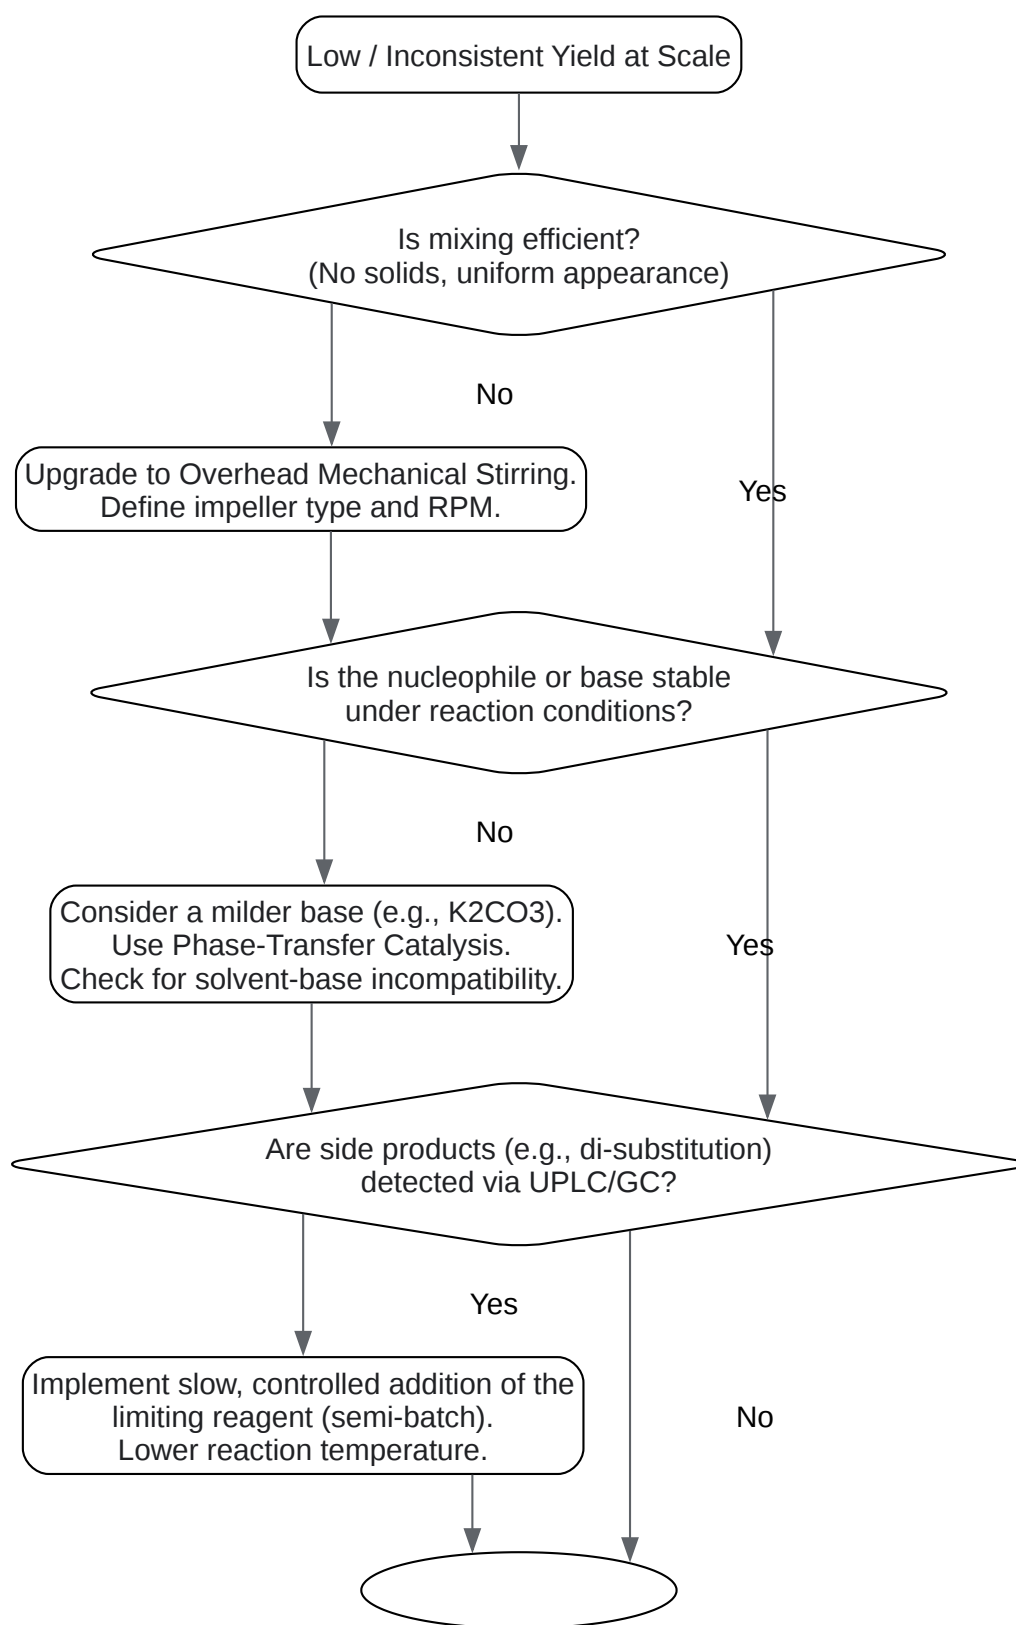 Low / Inconsistent Yield at Scale
Is mixing efficient?
(No solids, uniform appearance)
No
Upgrade to Overhead Mechanical Stirring.
Define impeller type and RPM.
Yes
Is the nucleophile or base stable
under reaction conditions?
No
Consider a milder base (e.g., K2CO3).
Use Phase-Transfer Catalysis.
Check for solvent-base incompatibility.
Yes
Are side products (e.g., di-substitution)
detected via UPLC/GC?
Yes
Implement slow, controlled addition of the
limiting reagent (semi-batch).
Lower reaction temperature.
No